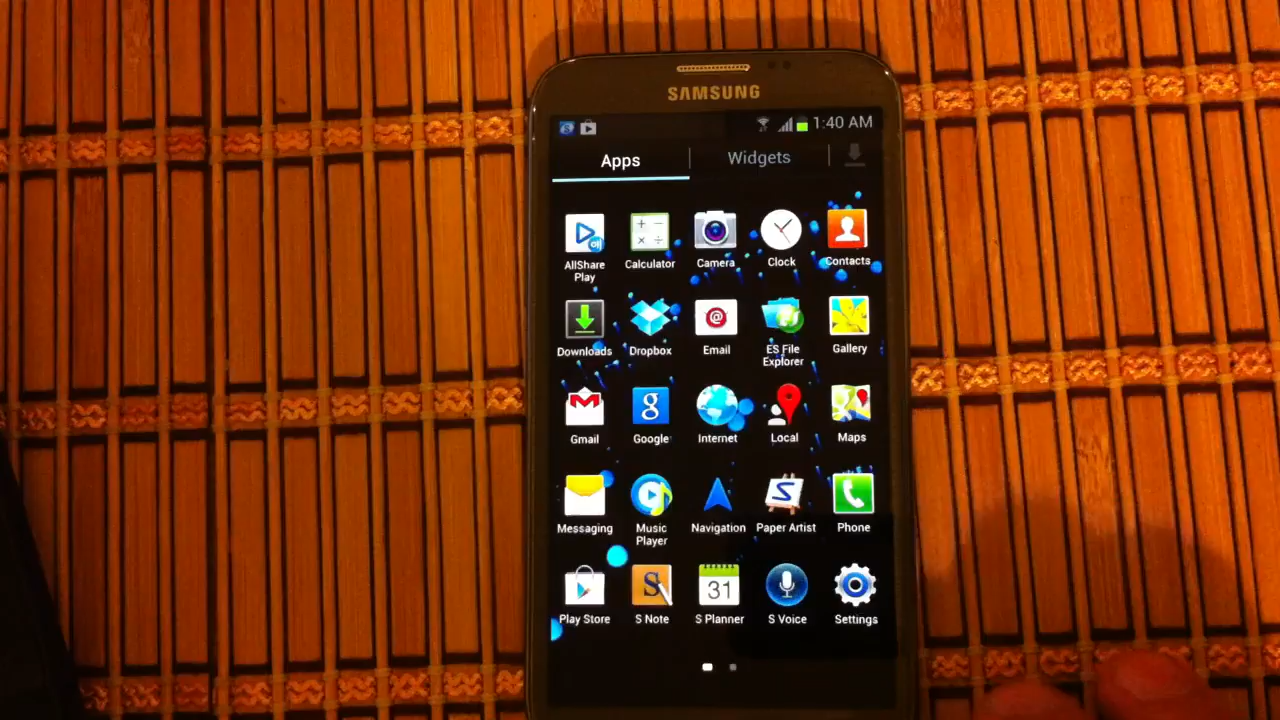 SAMSUNG
1:40 AM
Apps
Widgets
AllShare Play
Calculator
Camera
Clock
Contacts
Downloads
Dropbox
Email
ES File Explorer
Gallery
Gmail
g
Google
Internet
Local
Maps
Messaging
Music Player
Navigation
Paper Artist
Phone
Play Store
S
S Note
31
S Planner
S Voice
Settings